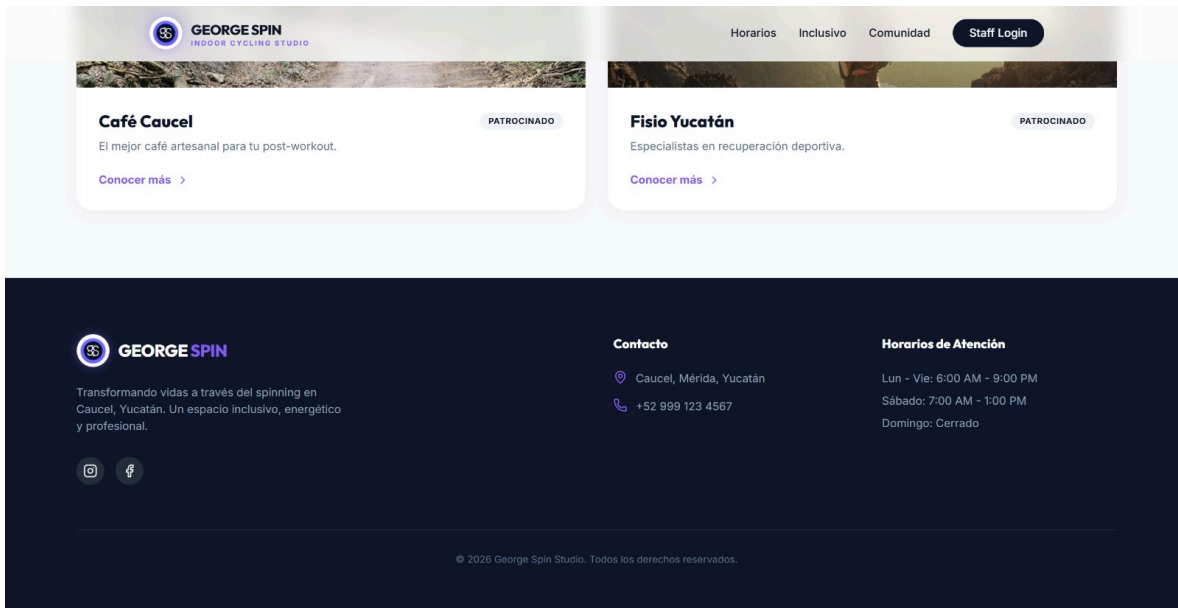 GEORGE SPIN
INDOOR CYCLING STUDIO
Horarios
Inclusivo
Comunidad
Staff Login
Café Caucel
PATROCINADO
El mejor café artesanal para tu post-workout.
Conocer más
Fisio Yucatán
PATROCINADO
Especialistas en recuperación deportiva.
Conocer más
GEORGE SPIN
Transformando vidas a través del spinning en
Caucel, Yucatán. Un espacio inclusivo, energético
y profesional.
Contacto
Caucel, Mérida, Yucatán
+52 999 123 4567
Horarios de Atención
Lun - Vie: 6:00 AM - 9:00 PM
Sábado: 7:00 AM - 1:00 PM
Domingo: Cerrado
© 2026 George Spin Studio. Todos los derechos reservados.